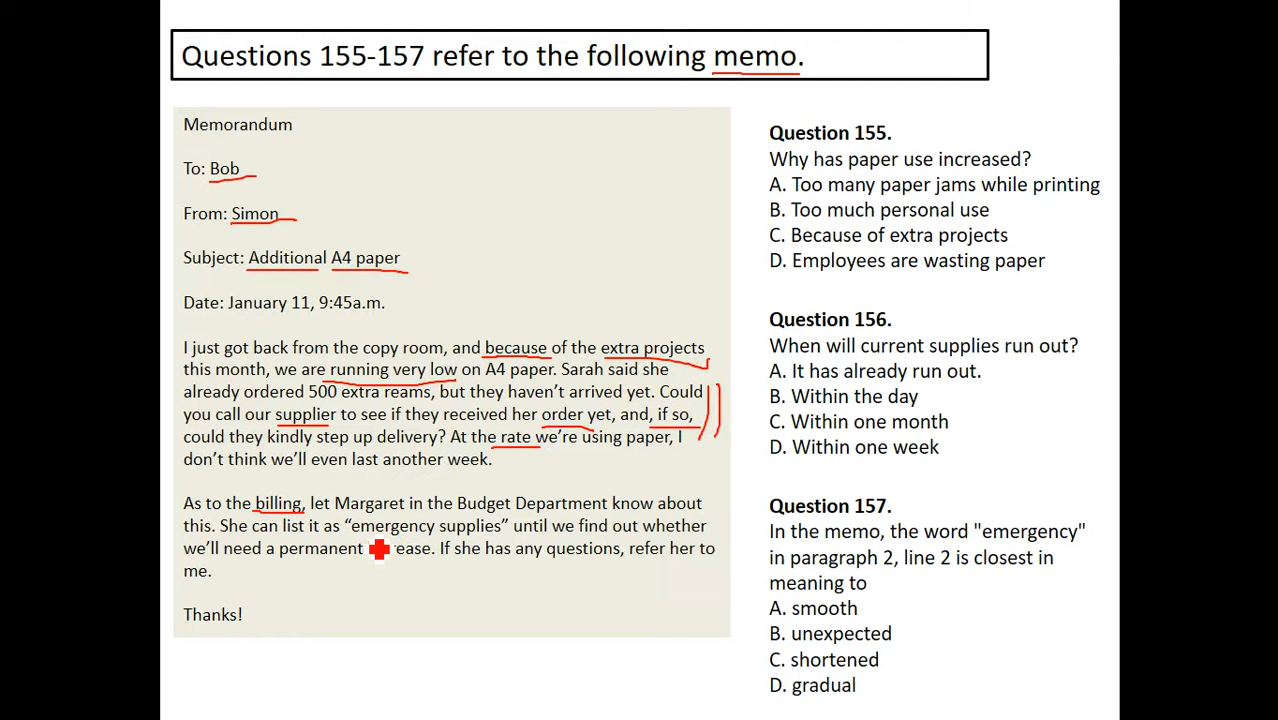 Questions 155-157 refer to the following memo.
Memorandum
To: Bob
From: Simon
Subject: Additional A4 paper
Date: January 11, 9:45a.m.
I just got back from the copy room, and because of the extra projects
this month, we are running very low on A4 paper. Sarah said she
already ordered 500 extra reams, but they haven’t arrived yet. Could
you call our supplier to see if they received her order yet, and, if so,
could they kindly step up delivery? At the rate we’re using paper, I
don’t think we’ll even last another week.
As to the billing, let Margaret in the Budget Department know about
this. She can list it as “emergency supplies” until we find out whether
we’ll need a permanent rease. If she has any questions, refer her to
me.
Thanks!
Question 155.
Why has paper use increased?
A. Too many paper jams while printing
B. Too much personal use
C. Because of extra projects
D. Employees are wasting paper
Question 156.
When will current supplies run out?
A. It has already run out.
B. Within the day
C. Within one month
D. Within one week
Question 157.
In the memo, the word "emergency"
in paragraph 2, line 2 is closest in
meaning to
A. smooth
B. unexpected
C. shortened
D. gradual